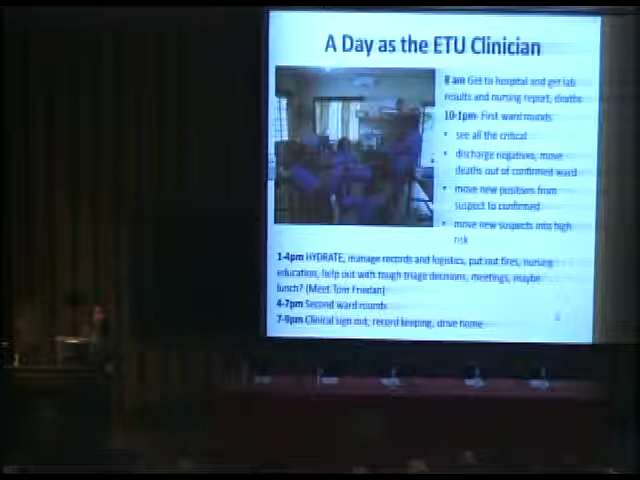 A Day as the ETU Clinician
8 am Get to hospital and get lab
results and nursing report, deaths
10-1pm- First ward rounds
• see all the critical
• discharge negatives, move
deaths out of confirmed ward
• move new positives from
suspect to confirmed
• move new suspects into high
risk
1-4pm HYDRATE, manage records and logistics, put out fires, nursing
education, help out with tough triage decisions, meetings, maybe
lunch? (Meet Tom Friedan)
4-7pm Second ward rounds
7-9pm Clinical sign out, record keeping, drive home